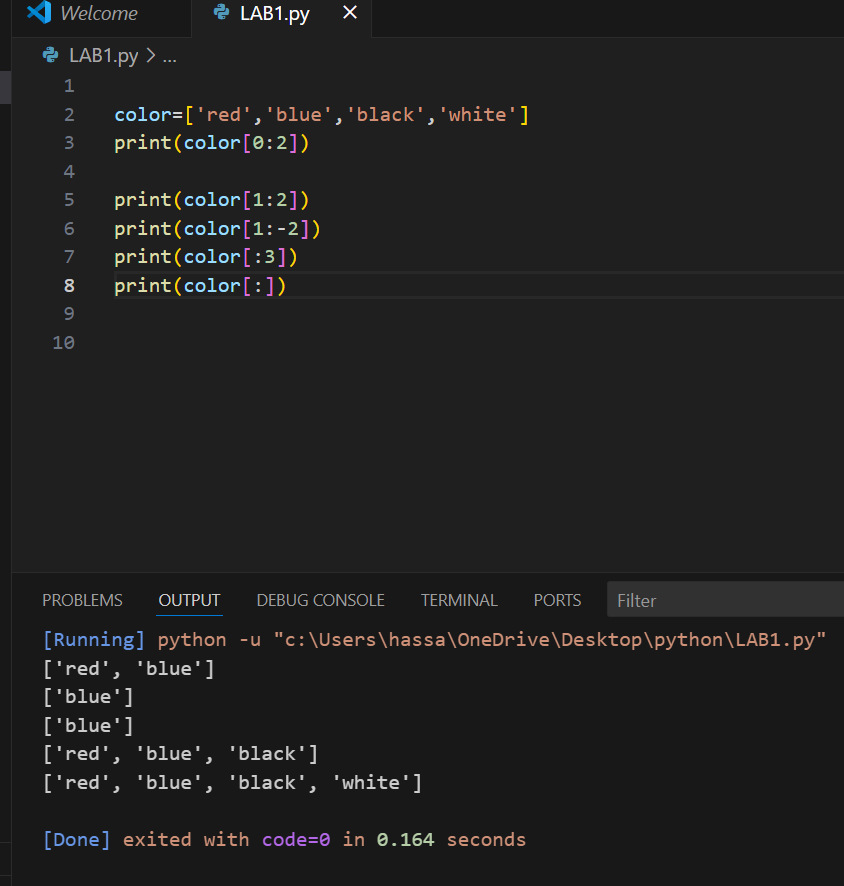 Welcome
LAB1.py
LAB1.py > ...
1
2 color=['red','blue','black','white']
3 print(color[0:2])
4
5 print(color[1:2])
6 print(color[1:-2])
7 print(color[:3])
8 print(color[:])
9
10
PROBLEMS OUTPUT DEBUG CONSOLE TERMINAL PORTS Filter
[Running] python -u "c:\Users\hassa\OneDrive\Desktop\python\LAB1.py"
['red', 'blue']
['blue']
['blue']
['red', 'blue', 'black']
['red', 'blue', 'black', 'white']
[Done] exited with code=0 in 0.164 seconds